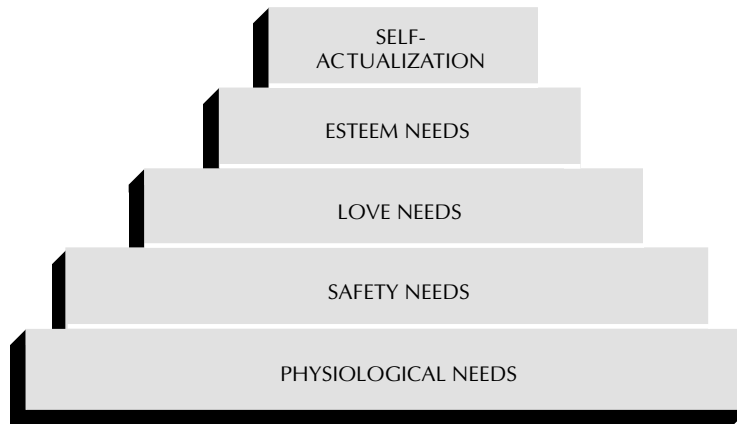 SELF-
ACTUALIZATION
ESTEEM NEEDS
LOVE NEEDS
SAFETY NEEDS
PHYSIOLOGICAL NEEDS